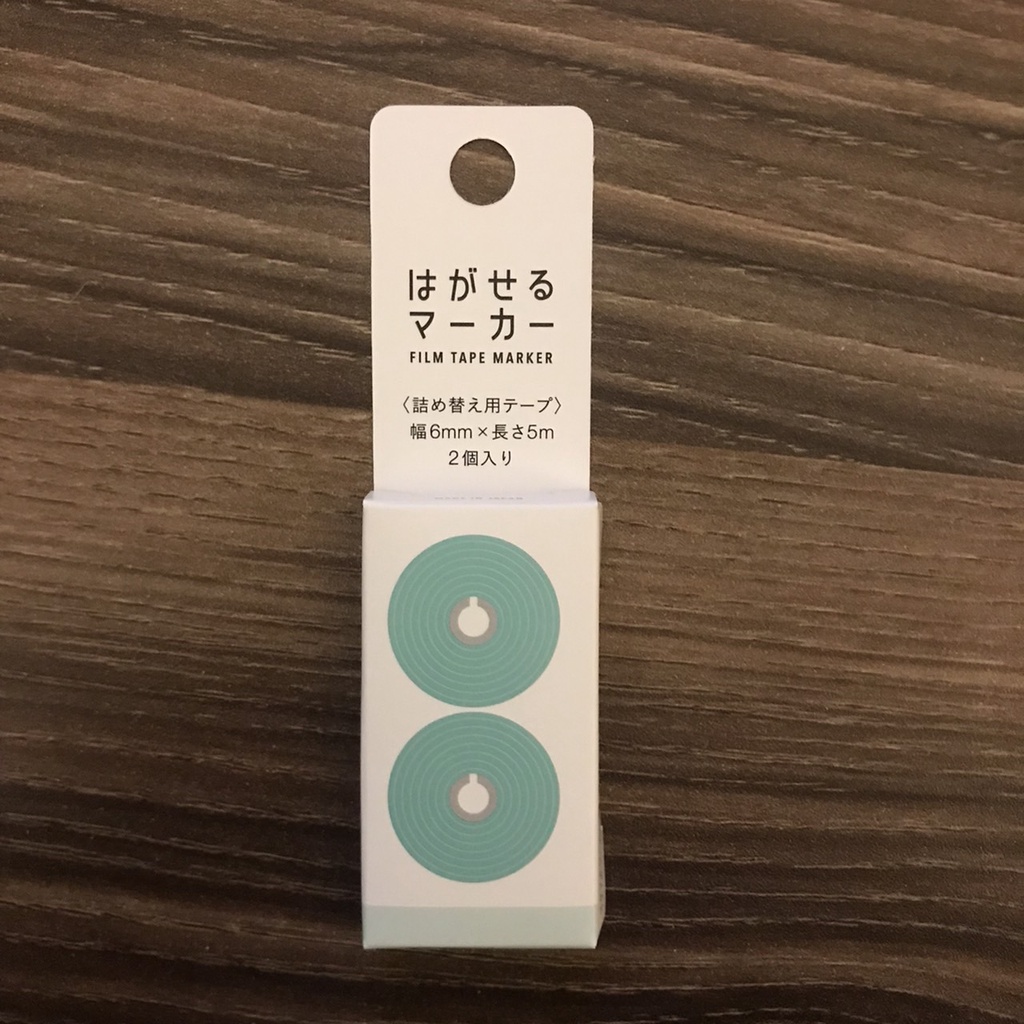 はがせる
マーカー
FILM TAPE MARKER
〈詰め替え用テープ〉
幅6mm×長さ5m
2個入り